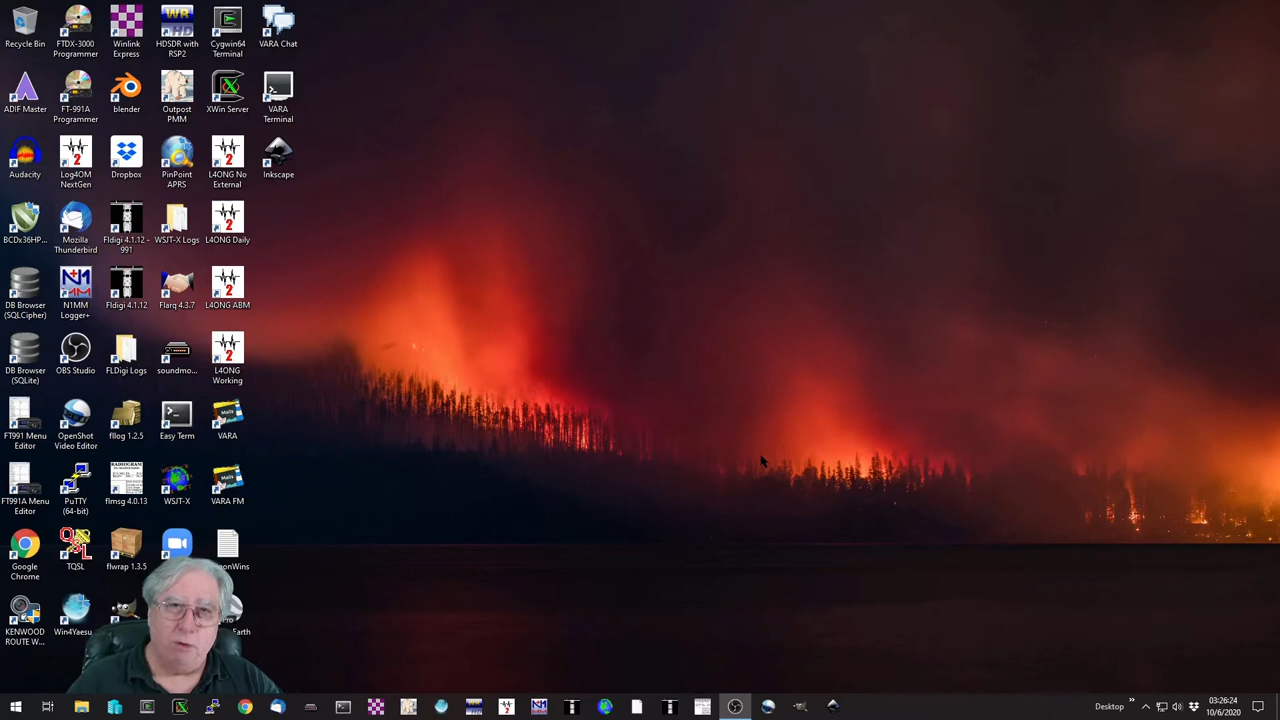 Recycle Bin
FTDX-3000
Programmer
Winlink
Express
HDSDR with
RSP2
Cygwin64
Terminal
VARA Chat
ADIF Master
FT-991A
Programmer
blender
Outpost
PMM
XWin Server
VARA
Terminal
Audacity
Log4OM
NextGen
Dropbox
PinPoint
APRS
L4ONG No
External
Inkscape
BCDx36HP...
Mozilla
Thunderbird
Fldigi 4.1.12 -
991
WSJT-X Logs
L4ONG Daily
DB Browser
(SQLCipher)
N1MM
Logger+
Fldigi 4.1.12
Flarq 4.3.7
L4ONG ABM
DB Browser
(SQLite)
OBS Studio
FLDigi Logs
soundmo...
L4ONG
Working
FT991 Menu
Editor
OpenShot
Video Editor
fllog 1.2.5
Easy Term
VARA
FT991A Menu
Editor
PuTTY
(64-bit)
flmsg 4.0.13
WSJT-X
VARA FM
Google
Chrome
TQSL
flwrap 1.3.5
KENWOOD
ROUTE W...
Win4Yaesu
Desktop
03:26:24
10/6/2020